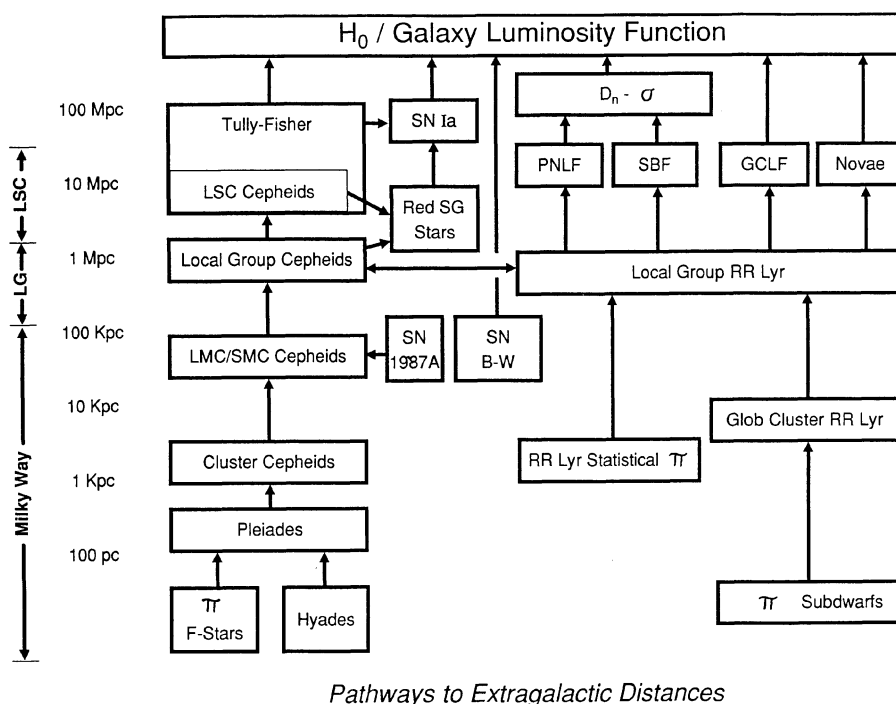 H₀ / Galaxy Luminosity Function
100 Mpc
Tully-Fisher
SN Ia
Dₙ - σ
PNLF
SBF
GCLF
Novae
LSC
10 Mpc
LSC Cepheids
Red SG
Stars
LG
1 Mpc
Local Group Cepheids
Local Group RR Lyr
100 Kpc
LMC/SMC Cepheids
SN
1987A
SN
B-W
10 Kpc
Glob Cluster RR Lyr
Milky Way
Cluster Cepheids
RR Lyr Statistical π
1 Kpc
Pleiades
100 pc
π
F-Stars
Hyades
π Subdwarfs
Pathways to Extragalactic Distances